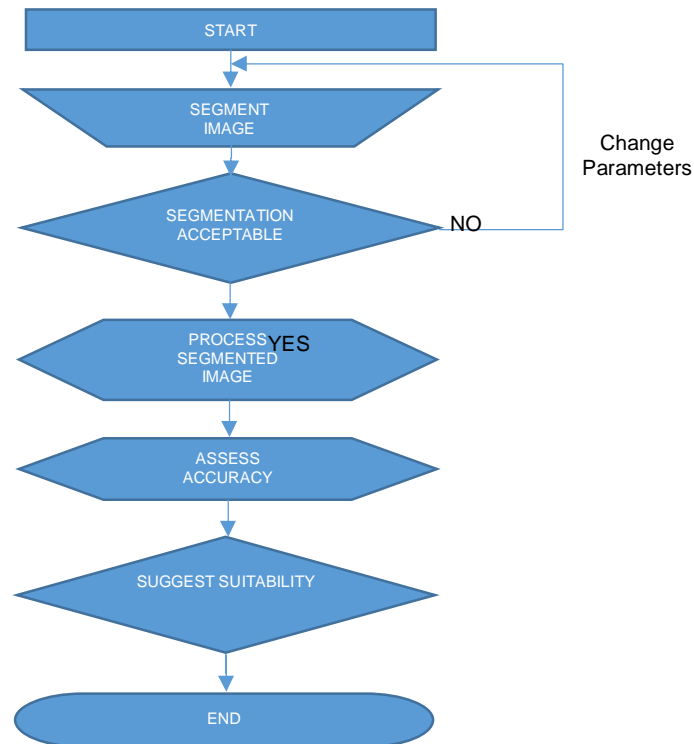 START
SEGMENT
IMAGE
Change
Parameters
SEGMENTATION
ACCEPTABLE
NO
PROCESS
YES
SEGMENTED
IMAGE
ASSESS
ACCURACY
SUGGEST SUITABILITY
END